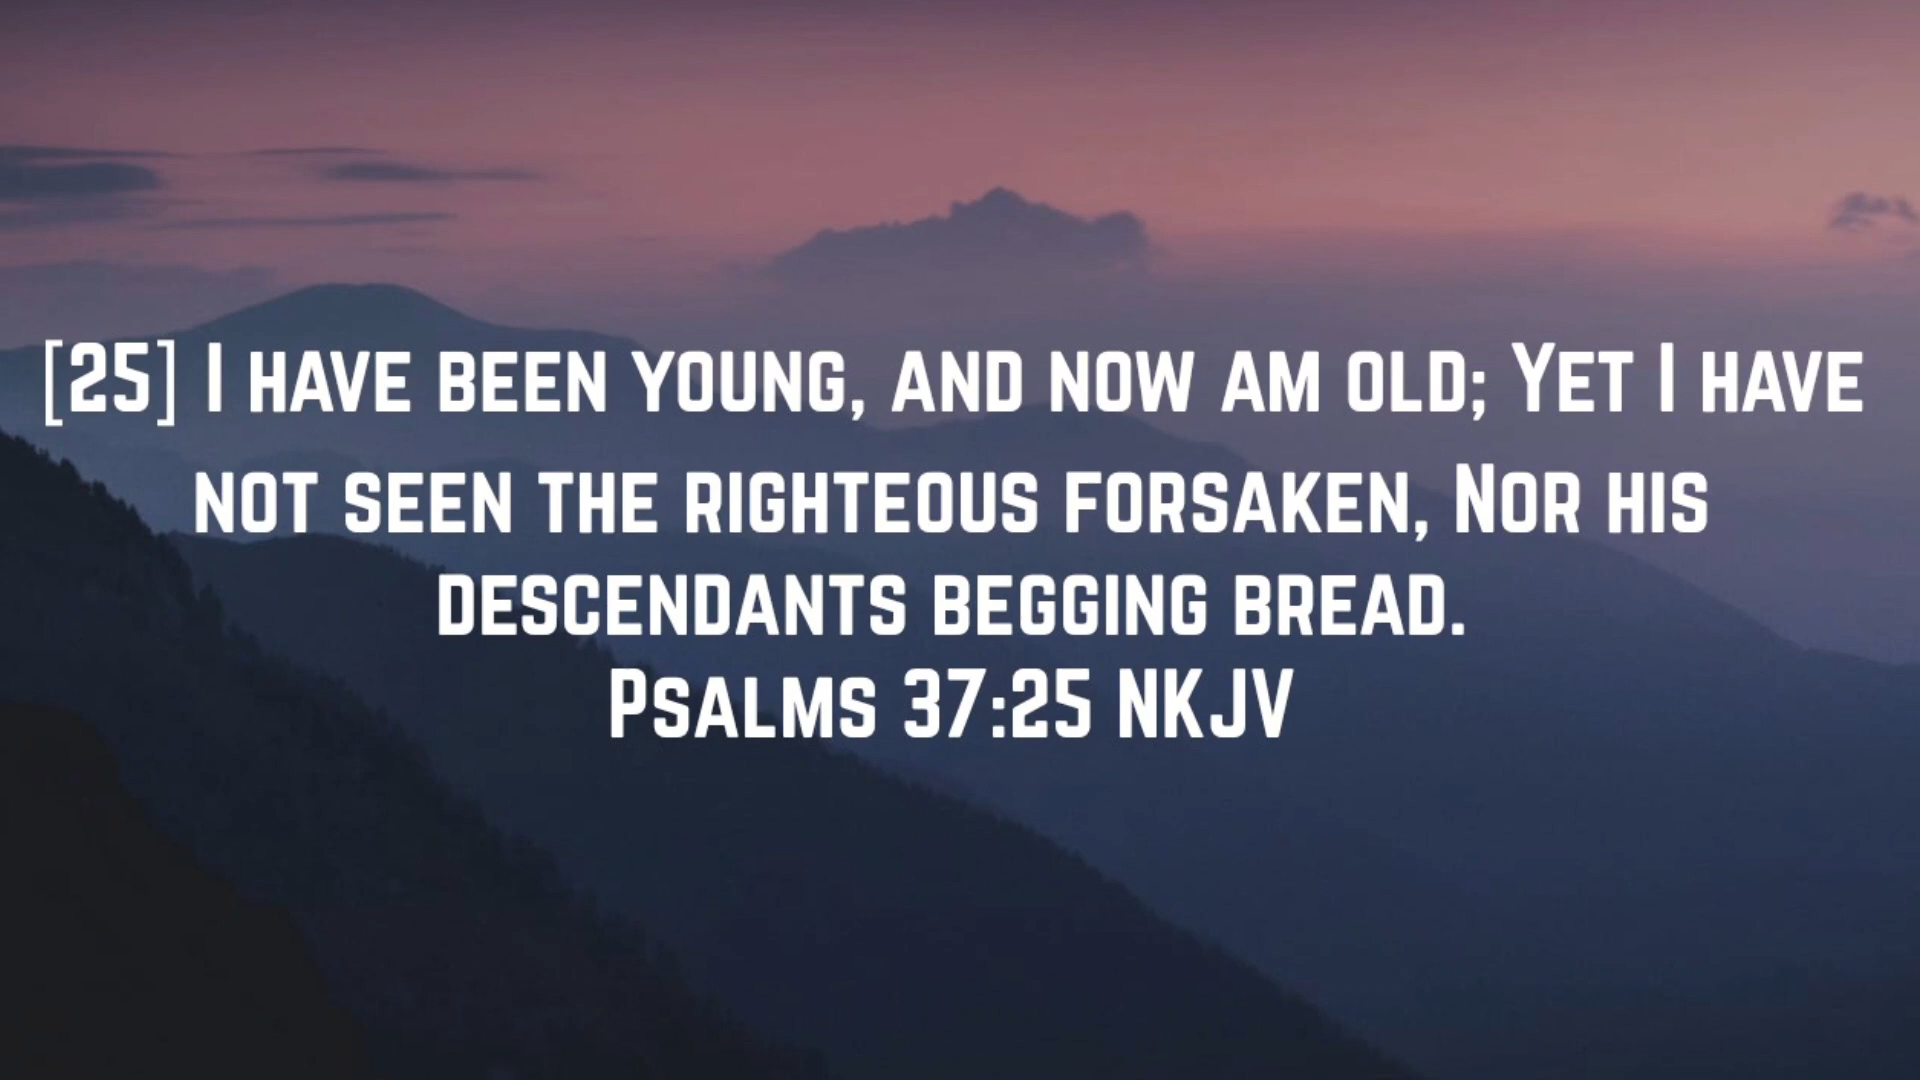 [25] I have been young, and now am old; Yet I have
not seen the righteous forsaken, Nor his
descendants begging bread.
Psalms 37:25 NKJV